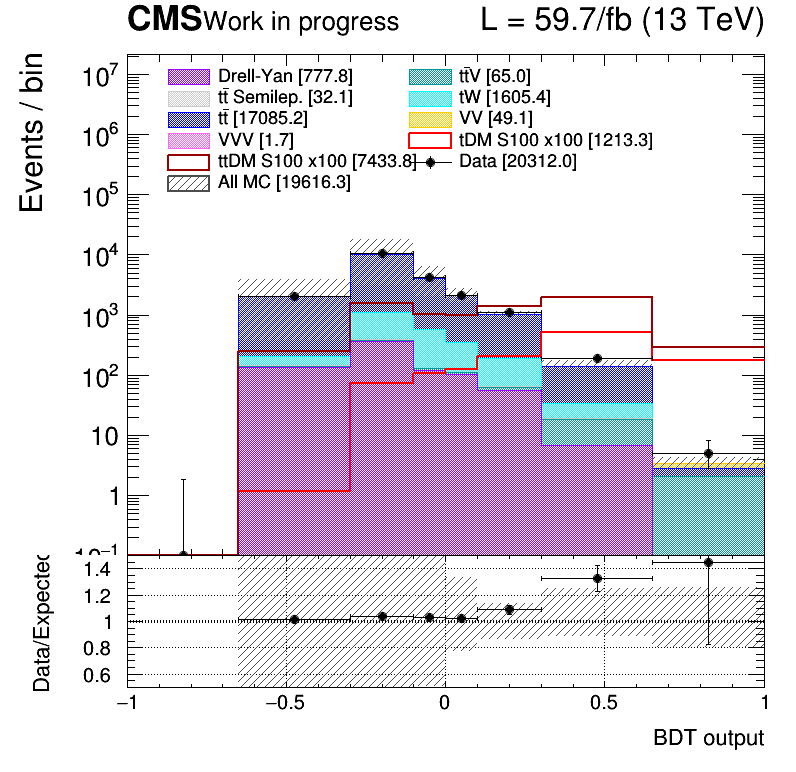 CMS Work in progress L = 59.7/fb (13 TeV)
Events / bin
10⁷
10⁶
10⁵
10⁴
10³
10²
10
1
Drell-Yan [777.8] tt̄V [65.0]
tt̄ Semilep. [32.1] tW [1605.4]
tt̄ [17085.2] VV [49.1]
VVV [1.7] tDM S100 x100 [1213.3]
ttDM S100 x100 [7433.8] Data [20312.0]
All MC [19616.3]
Data/Expected
1.4
1.2
1
0.8
0.6
−1 −0.5 0 0.5 1
BDT output